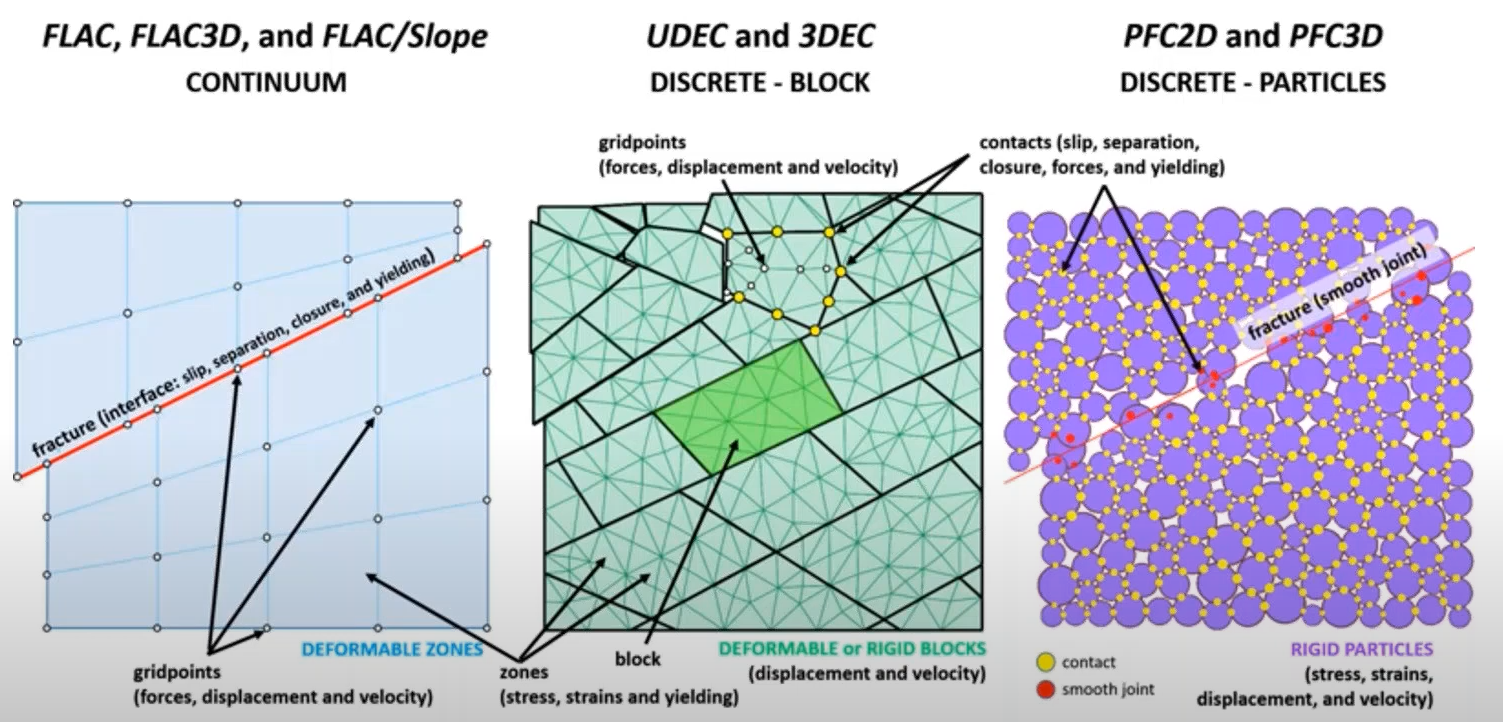 FLAC, FLAC3D, and FLAC/Slope
CONTINUUM
UDEC and 3DEC
DISCRETE - BLOCK
PFC2D and PFC3D
DISCRETE - PARTICLES
gridpoints
(forces, displacement and velocity)
contacts (slip, separation,
closure, forces, and yielding)
fracture (interface: slip, separation, closure, and yielding)
fracture (smooth joint)
DEFORMABLE ZONES
gridpoints
(forces, displacement and velocity)
zones
(stress, strains and yielding)
block
DEFORMABLE or RIGID BLOCKS
(displacement and velocity)
contact
smooth joint
RIGID PARTICLES
(stress, strains,
displacement, and velocity)